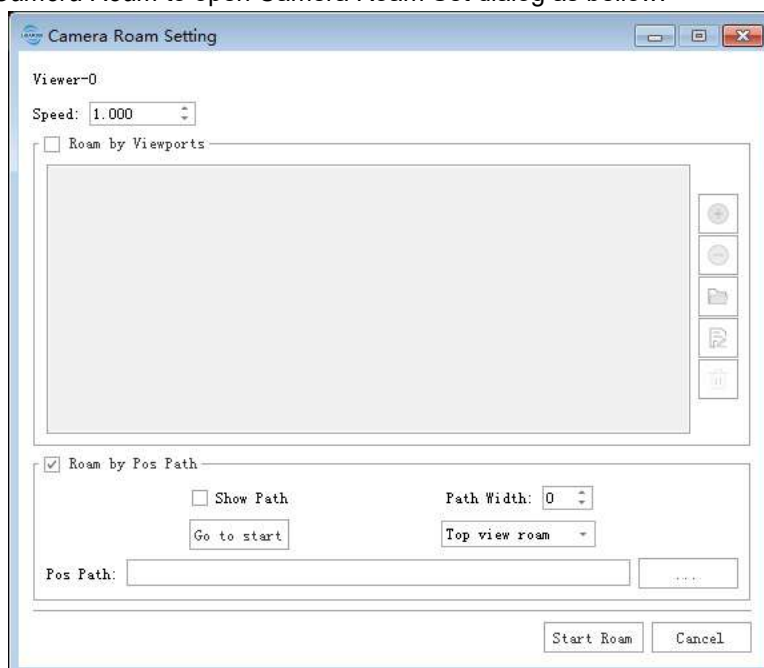 Camera Roam to open Camera Roam Set dialog as bellow:
Camera Roam Setting
Viewer-0
Speed: 1.000
Roam by Viewports
Roam by Pos Path
Show Path Path Width: 0
Go to start Top view roam
Pos Path: ...
Start Roam Cancel